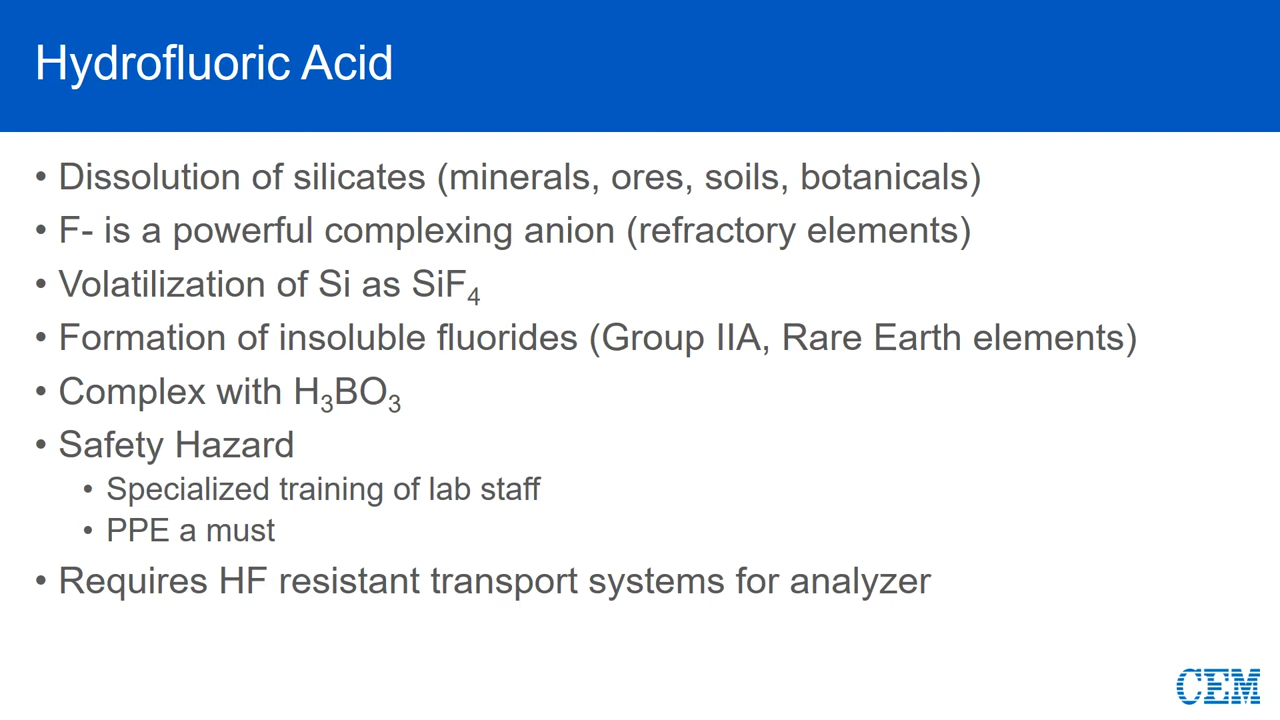 Hydrofluoric Acid
• Dissolution of silicates (minerals, ores, soils, botanicals)
• F- is a powerful complexing anion (refractory elements)
• Volatilization of Si as SiF₄
• Formation of insoluble fluorides (Group IIA, Rare Earth elements)
• Complex with H₃BO₃
• Safety Hazard
• Specialized training of lab staff
• PPE a must
• Requires HF resistant transport systems for analyzer
CEM